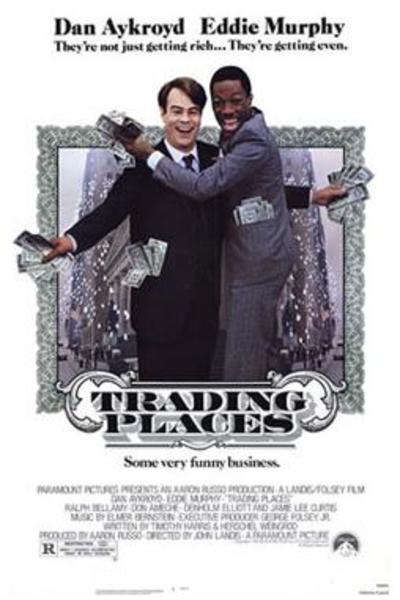 Dan Aykroyd Eddie Murphy
They're not just getting rich... They're getting even.
TRADING
PLACES
Some very funny business.
PARAMOUNT PICTURES PRESENTS AN AARON RUSSO PRODUCTION · A LANDIS/FOLSEY FILM
DAN AYKROYD · EDDIE MURPHY · "TRADING PLACES"
RALPH BELLAMY · DON AMECHE · DENHOLM ELLIOTT AND JAMIE LEE CURTIS
MUSIC BY ELMER BERNSTEIN · EXECUTIVE PRODUCER GEORGE FOLSEY, JR.
WRITTEN BY TIMOTHY HARRIS & HERSCHEL WEINGROD
PRODUCED BY AARON RUSSO · DIRECTED BY JOHN LANDIS · A PARAMOUNT PICTURE
R RESTRICTED